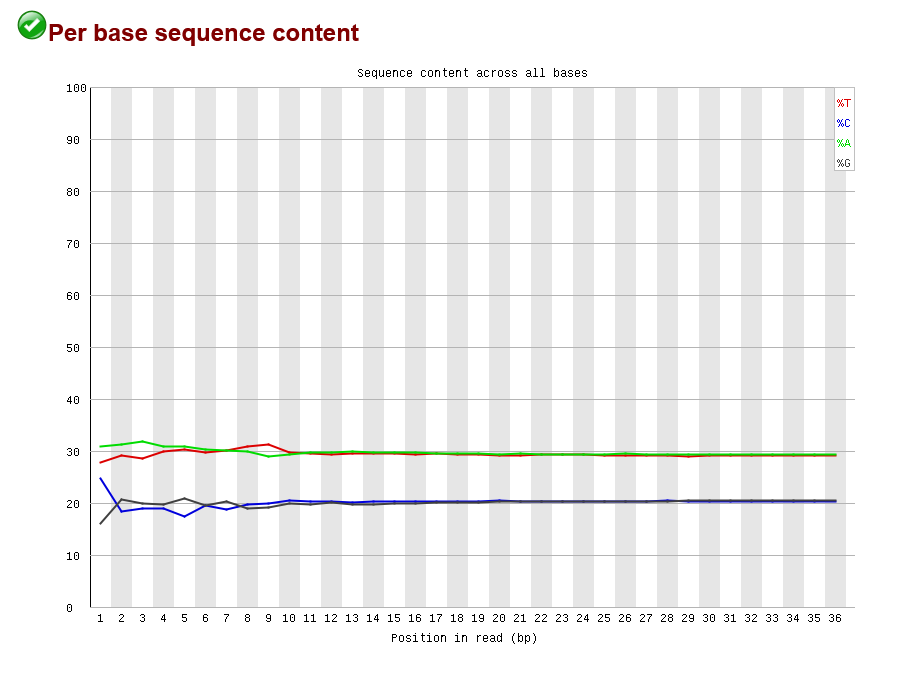 Per base sequence content
Sequence content across all bases
100
90
80
70
60
50
40
30
20
10
0
%T
%C
%A
%G
1 2 3 4 5 6 7 8 9 10 11 12 13 14 15 16 17 18 19 20 21 22 23 24 25 26 27 28 29 30 31 32 33 34 35 36
Position in read (bp)